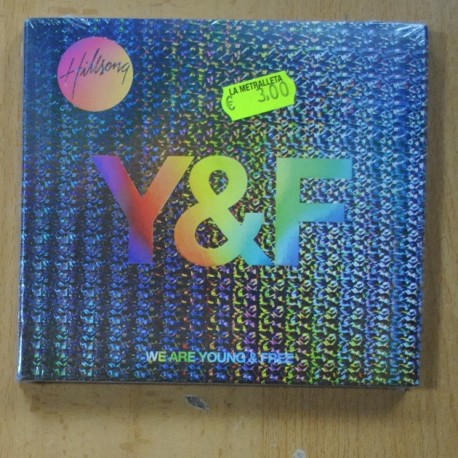 Hillsong
LA METRALLETA
€ 3.00
Y&F
WE ARE YOUNG & FREE